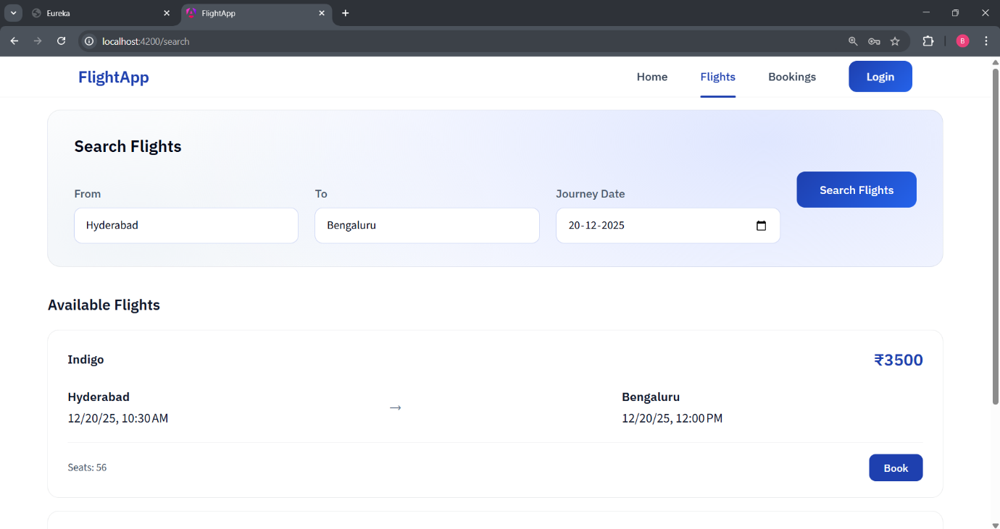 Eureka
FlightApp
localhost:4200/search
B
FlightApp
Home
Flights
Bookings
Login
Search Flights
From
To
Journey Date
Search Flights
Hyderabad
Bengaluru
20-12-2025
Available Flights
Indigo
₹3500
Hyderabad
Bengaluru
12/20/25, 10:30 AM
→
12/20/25, 12:00 PM
Seats: 56
Book